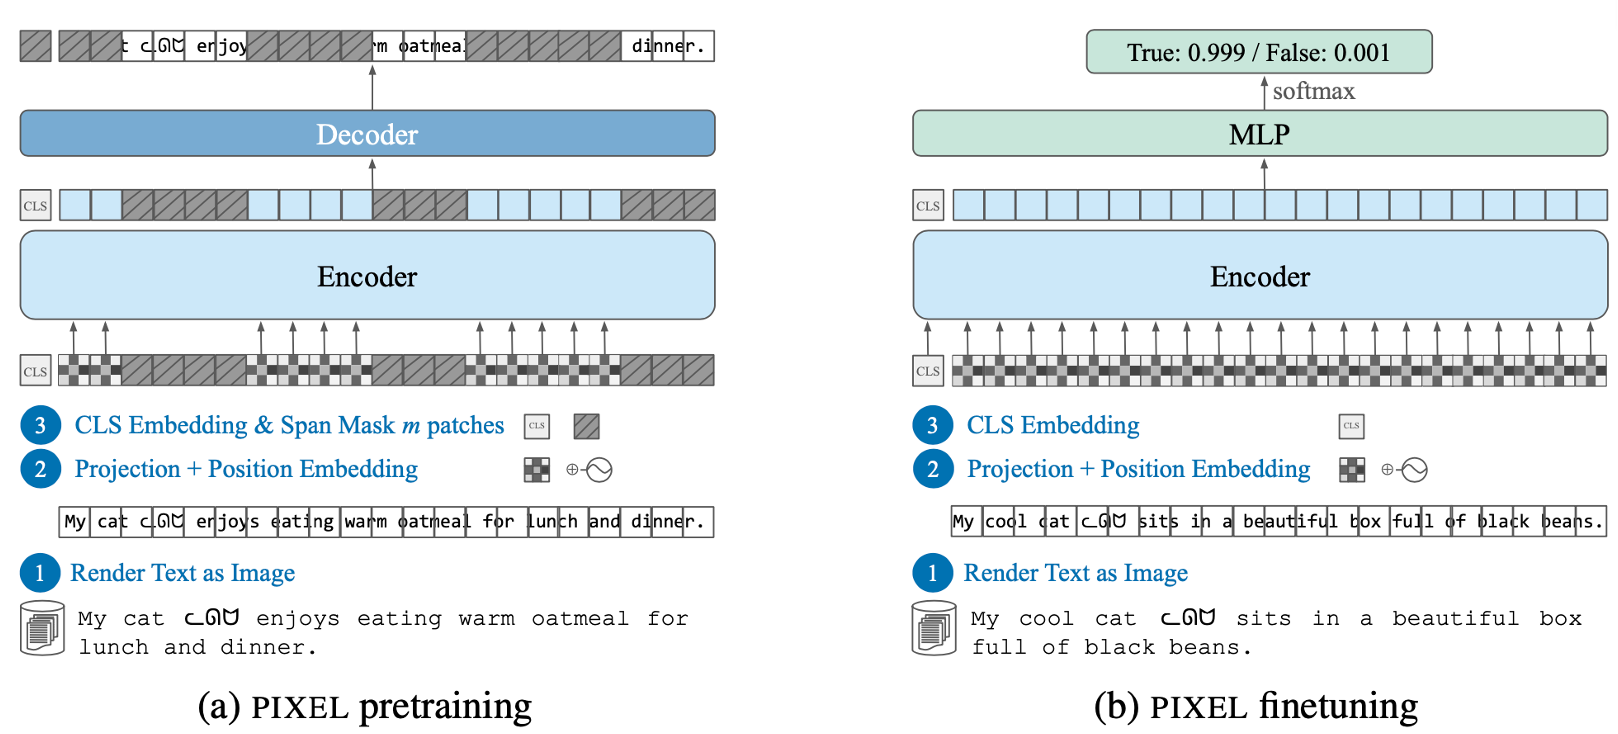 t ᓚᘏᗢ enjoy m oatmeal dinner.
Decoder
CLS
Encoder
CLS
3 CLS Embedding & Span Mask m patches CLS
2 Projection + Position Embedding
My cat ᓚᘏᗢ enjoys eating warm oatmeal for lunch and dinner.
1 Render Text as Image
My cat ᓚᘏᗢ enjoys eating warm oatmeal for
lunch and dinner.
(a) PIXEL pretraining
True: 0.999 / False: 0.001
softmax
MLP
CLS
Encoder
CLS
3 CLS Embedding CLS
2 Projection + Position Embedding
My cool cat ᓚᘏᗢ sits in a beautiful box full of black beans.
1 Render Text as Image
My cool cat ᓚᘏᗢ sits in a beautiful box
full of black beans.
(b) PIXEL finetuning